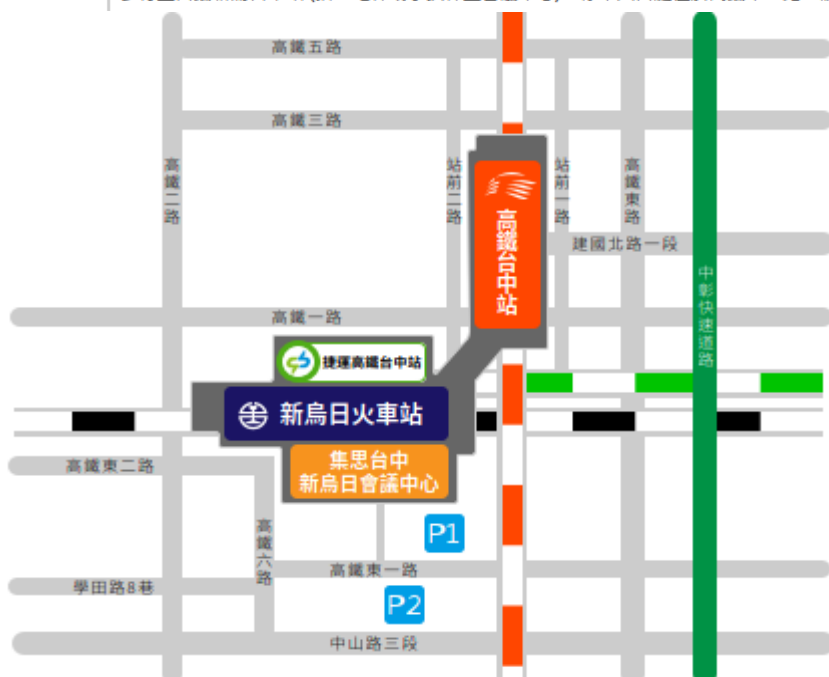 高鐵五路
高鐵三路
高鐵二路
站前二路
站前一路
高鐵東路
高鐵台中站
建國北路一段
中彰快速道路
高鐵一路
捷運高鐵台中站
新烏日火車站
集思台中
新烏日會議中心
高鐵東二路
高鐵六路
P1
高鐵東一路
學田路8巷
P2
中山路三段